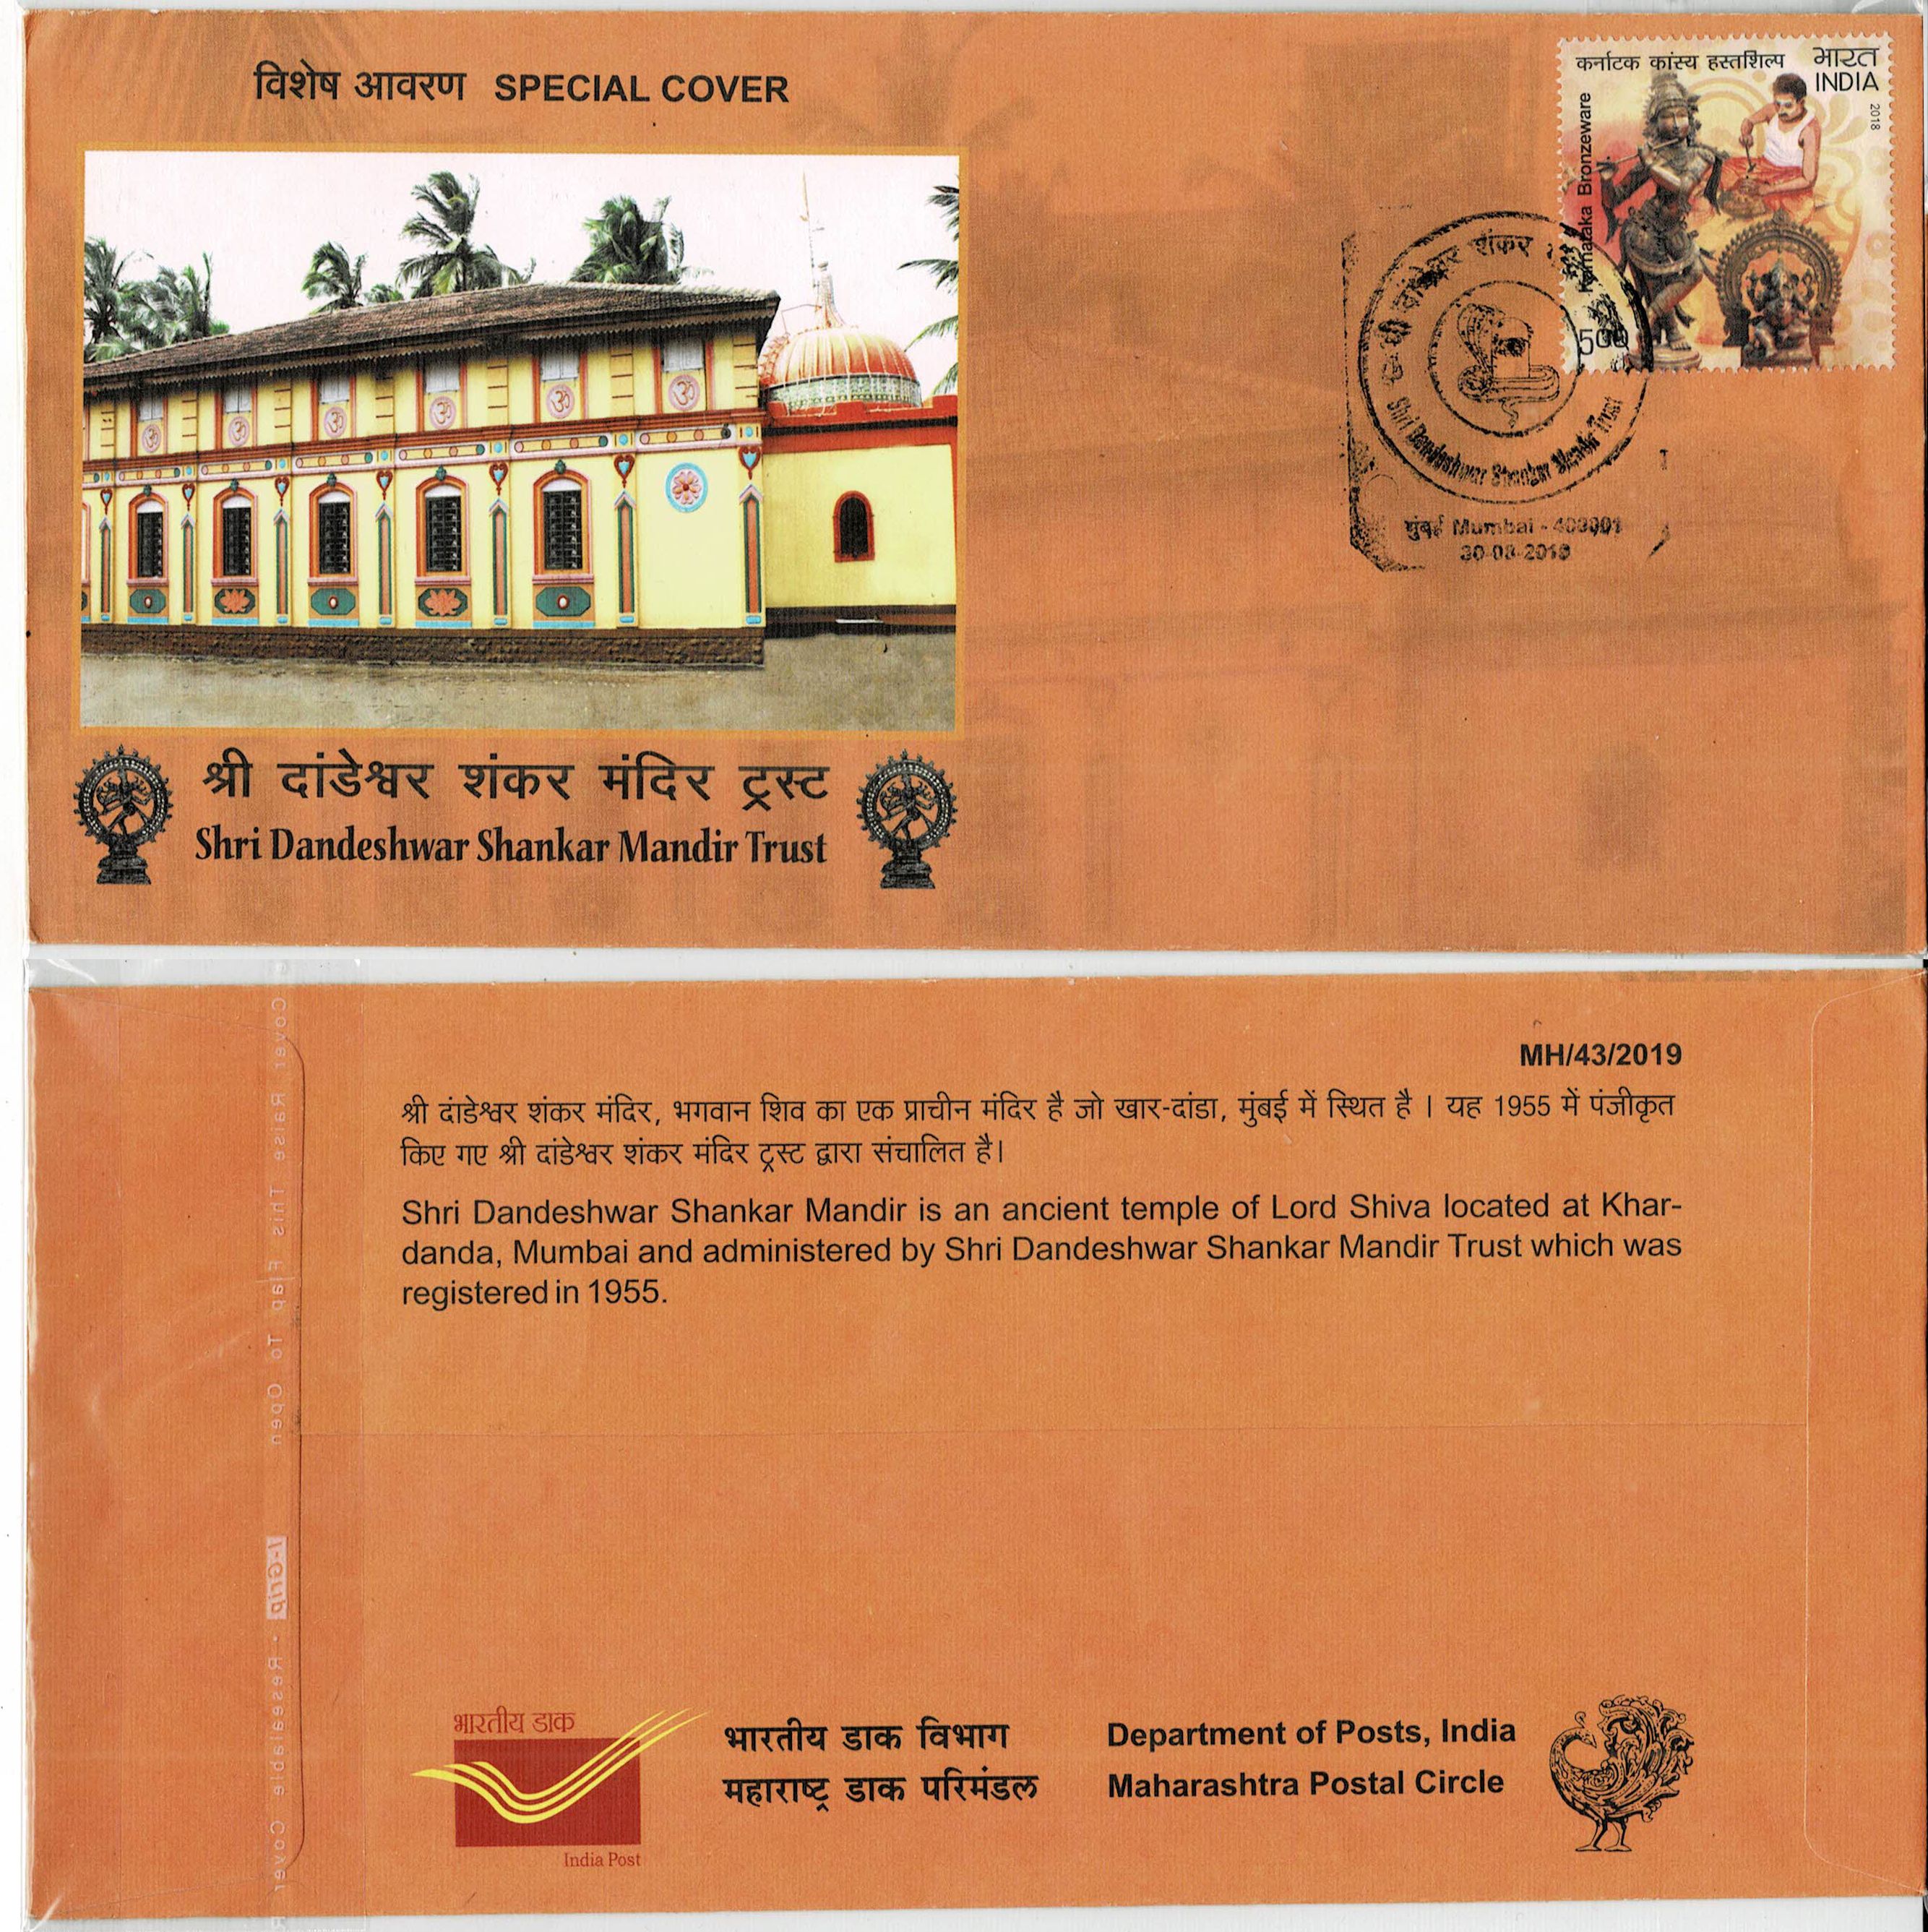 विशेष आवरण SPECIAL COVER
कर्नाटक कांस्य हस्तशिल्प
भारत
INDIA
2018
Karnataka Bronzeware
500
शंकर
Shri Dandeshwar Shankar Mandir Trust
मुंबई Mumbai - 400001
श्री दांडेश्वर शंकर मंदिर ट्रस्ट
Shri Dandeshwar Shankar Mandir Trust
MH/43/2019
श्री दांडेश्वर शंकर मंदिर, भगवान शिव का एक प्राचीन मंदिर है जो खार-दांडा, मुंबई में स्थित है । यह 1955 में पंजीकृत
किए गए श्री दांडेश्वर शंकर मंदिर ट्रस्ट द्वारा संचालित है।
Shri Dandeshwar Shankar Mandir is an ancient temple of Lord Shiva located at Khar-
danda, Mumbai and administered by Shri Dandeshwar Shankar Mandir Trust which was
registered in 1955.
Cover Raise This Flap To Open
I-Grip • Resealable Cover
भारतीय डाक
India Post
भारतीय डाक विभाग
महाराष्ट्र डाक परिमंडल
Department of Posts, India
Maharashtra Postal Circle